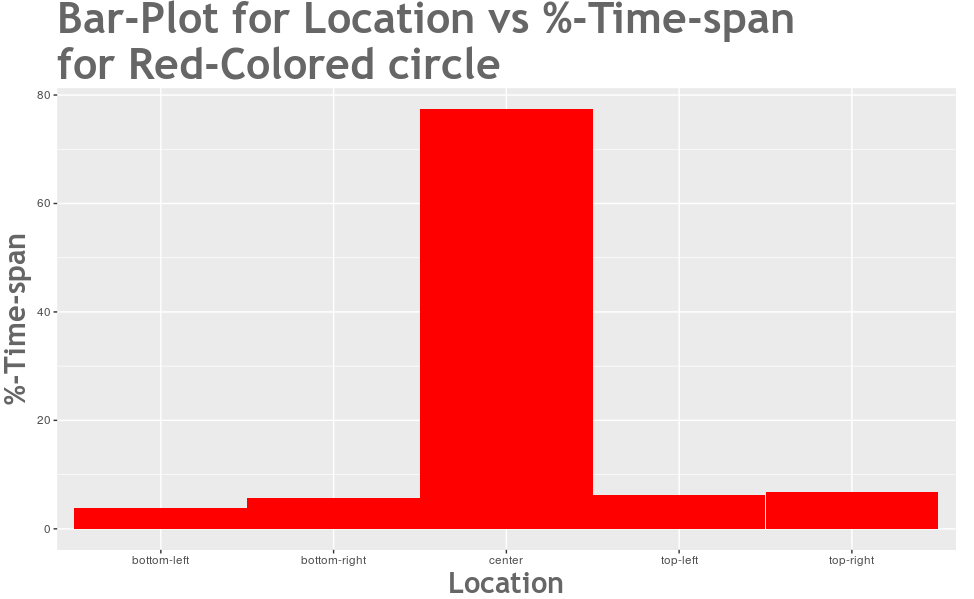 Bar-Plot for Location vs %-Time-span
for Red-Colored circle
%-Time-span
80
60
40
20
0
bottom-left bottom-right center top-left top-right
Location